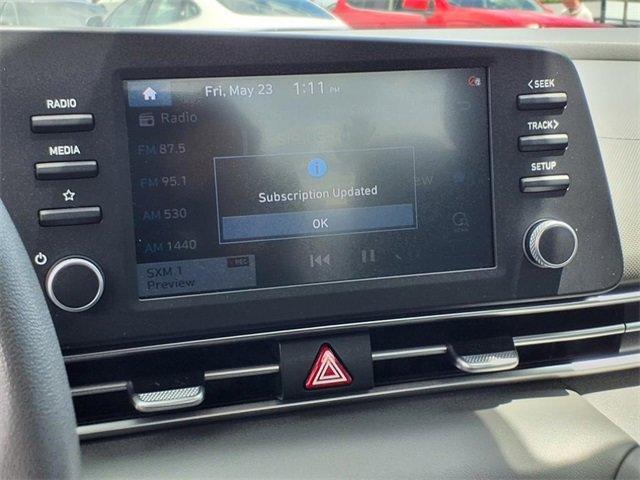 RADIO
MEDIA
Fri, May 23 1:11 PM
Radio
FM 87.5
FM 95.1
AM 530
AM 1440
SXM 1
Preview
REC
Subscription Updated
OK
< SEEK
TRACK >
SETUP